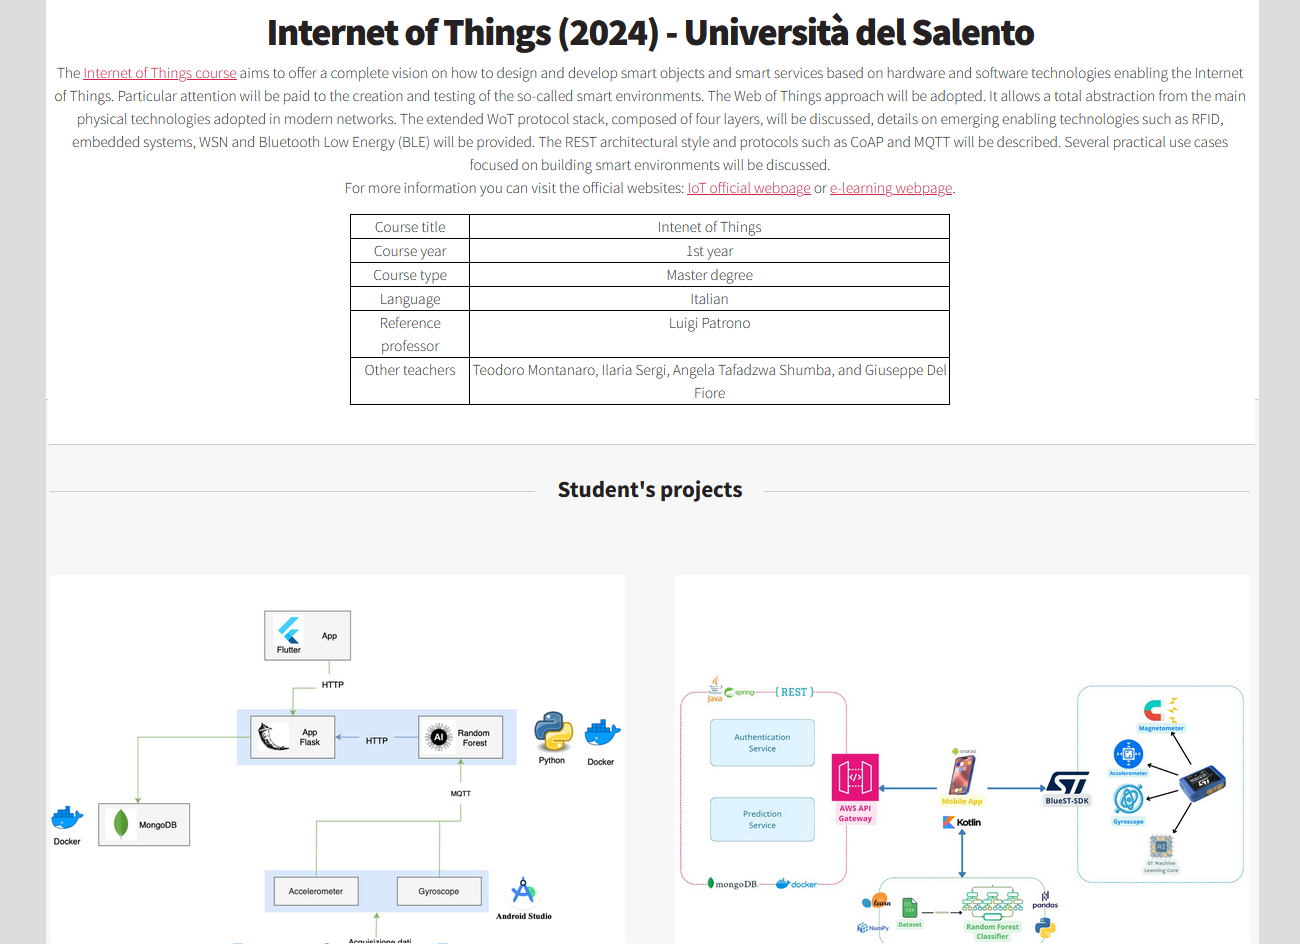 Internet of Things (2024) - Università del Salento
The Internet of Things course aims to offer a complete vision on how to design and develop smart objects and smart services based on hardware and software technologies enabling the Internet
of Things. Particular attention will be paid to the creation and testing of the so-called smart environments. The Web of Things approach will be adopted. It allows a total abstraction from the main
physical technologies adopted in modern networks. The extended WoT protocol stack, composed of four layers, will be discussed, details on emerging enabling technologies such as RFID,
embedded systems, WSN and Bluetooth Low Energy (BLE) will be provided. The REST architectural style and protocols such as CoAP and MQTT will be described. Several practical use cases
focused on building smart environments will be discussed.
For more information you can visit the official websites: IoT official webpage or e-learning webpage.
Course title Intenet of Things
Course year 1st year
Course type Master degree
Language Italian
Reference Luigi Patrono
professor
Other teachers Teodoro Montanaro, Ilaria Sergi, Angela Tafadzwa Shumba, and Giuseppe Del
Fiore
Student's projects
App
Flutter
HTTP
App
Flask
HTTP
AI
Random
Forest
Python
Docker
MQTT
MongoDB
Docker
Accelerometer
Gyroscope
Android Studio
Acquisizione dati
Java
spring
{ REST }
Authentication
Service
Prediction
Service
AWS API
Gateway
mongoDB.
docker
android
Mobile App
Kotlin
ST
BlueST-SDK
Magnetometer
Accelerometer
Gyroscope
AI
ST Machine
Learning Core
ST
learn
NumPy
CSV
Dataset
Random Forest
Classifier
pandas